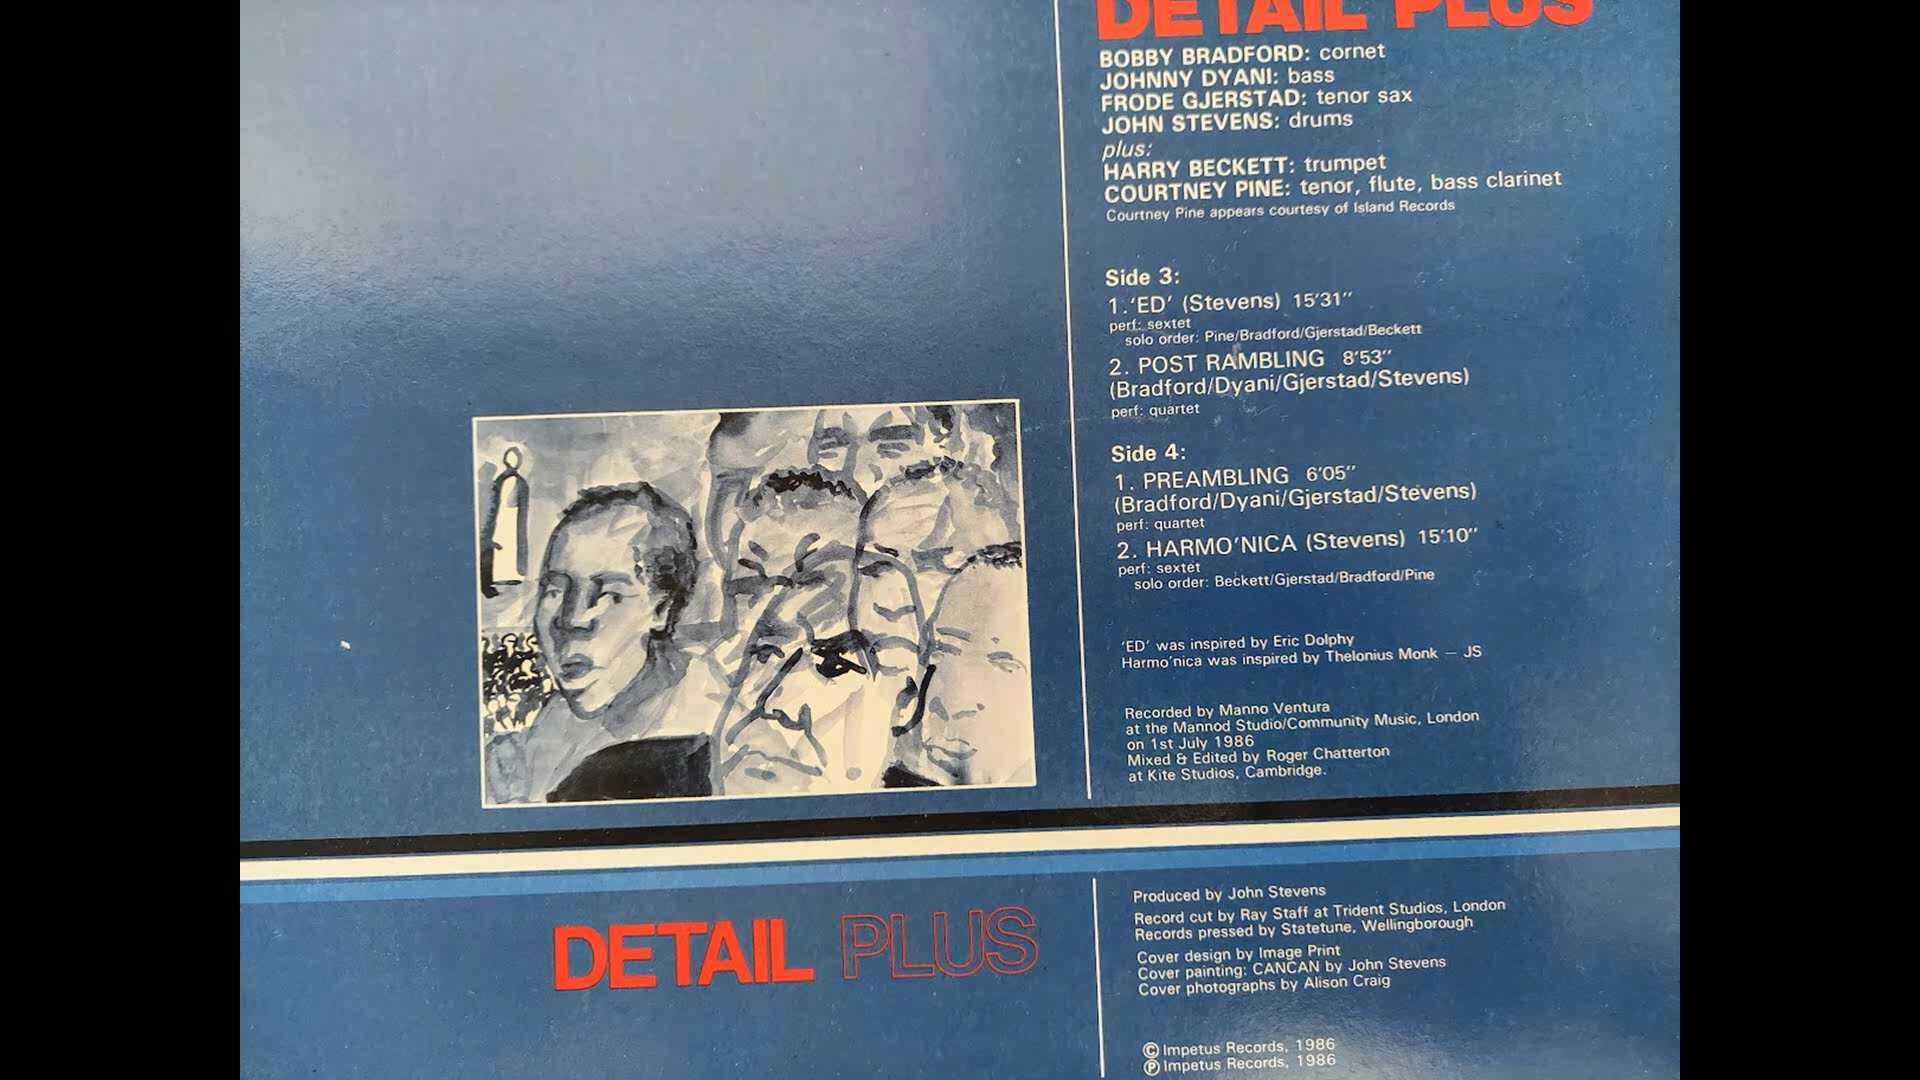 DETAIL PLUS
BOBBY BRADFORD: cornet
JOHNNY DYANI: bass
FRODE GJERSTAD: tenor sax
JOHN STEVENS: drums
plus:
HARRY BECKETT: trumpet
COURTNEY PINE: tenor, flute, bass clarinet
Courtney Pine appears courtesy of Island Records
Side 3:
1.'ED' (Stevens) 15'31"
perf: sextet
solo order: Pine/Bradford/Gjerstad/Beckett
2. POST RAMBLING 8'53"
(Bradford/Dyani/Gjerstad/Stevens)
perf: quartet
Side 4:
1. PREAMBLING 6'05"
(Bradford/Dyani/Gjerstad/Stevens)
perf: quartet
2. HARMO'NICA (Stevens) 15'10"
perf: sextet
solo order: Beckett/Gjerstad/Bradford/Pine
'ED' was inspired by Eric Dolphy
Harmo'nica was inspired by Thelonius Monk — JS
Recorded by Manno Ventura
at the Mannod Studio/Community Music, London
on 1st July 1986
Mixed & Edited by Roger Chatterton
at Kite Studios, Cambridge.
DETAIL PLUS
Produced by John Stevens
Record cut by Ray Staff at Trident Studios, London
Records pressed by Statetune, Wellingborough
Cover design by Image Print
Cover painting: CANCAN by John Stevens
Cover photographs by Alison Craig
© Impetus Records, 1986
℗ Impetus Records, 1986